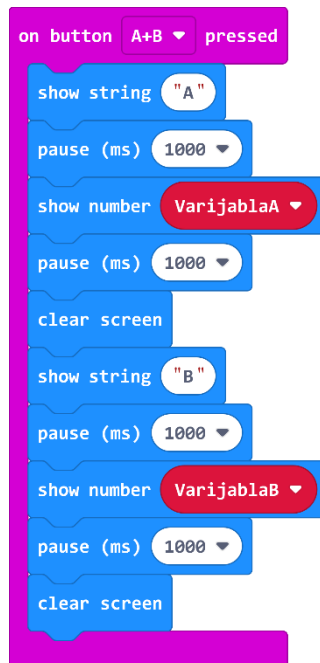 on button A+B pressed
show string "A"
pause (ms) 1000
show number VarijablaA
pause (ms) 1000
clear screen
show string "B"
pause (ms) 1000
show number VarijablaB
pause (ms) 1000
clear screen